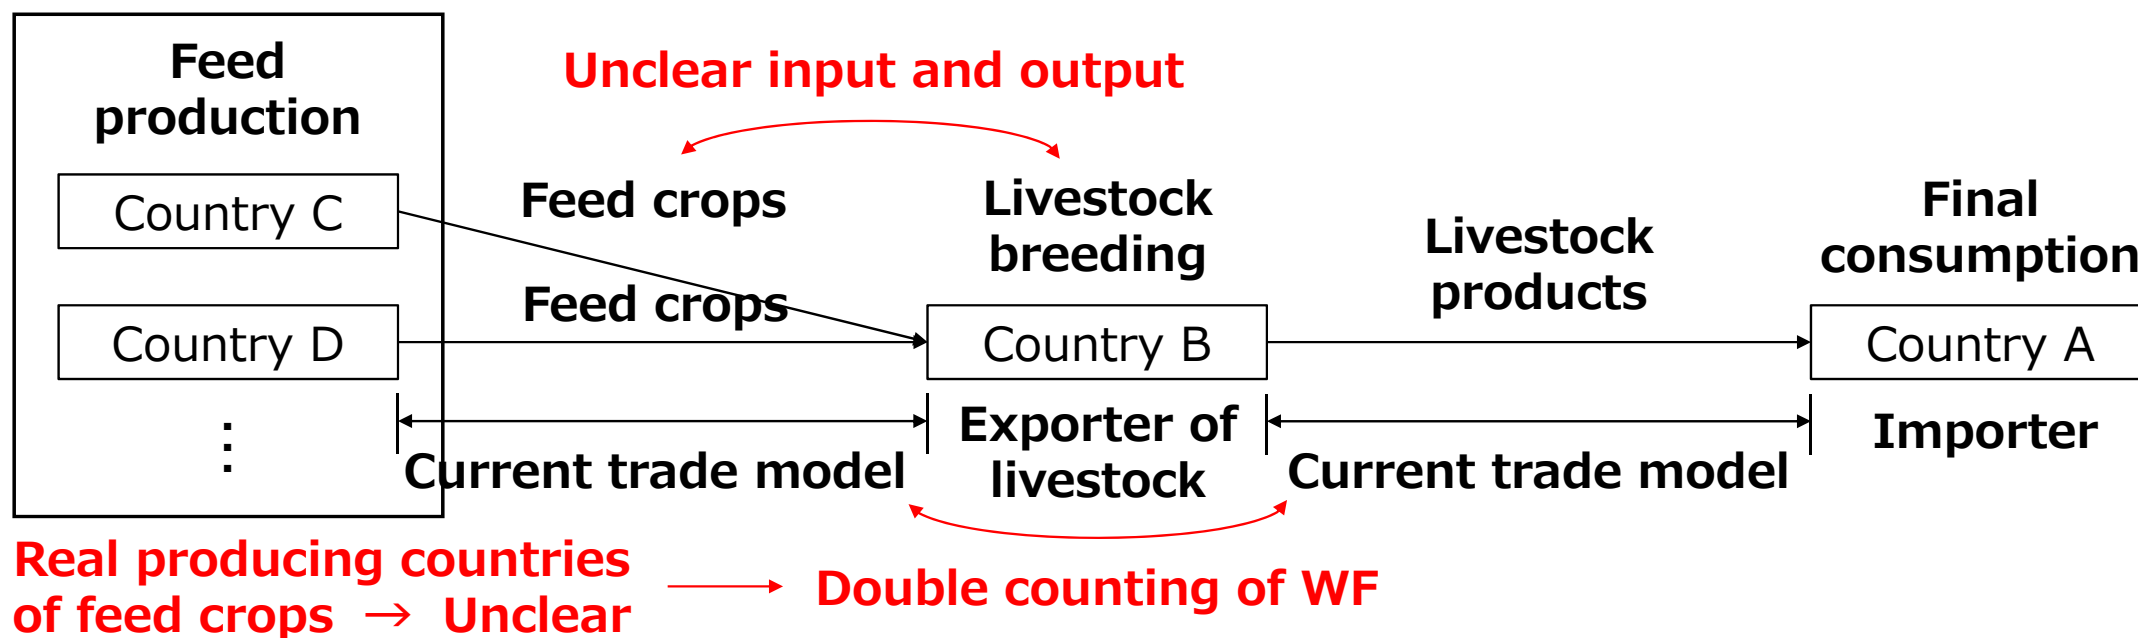 Feed
production
Country C
Country D
⋮
Unclear input and output
Feed crops
Feed crops
Livestock
breeding
Country B
Exporter of
livestock
Livestock
products
Final
consumption
Country A
Importer
Current trade model
Current trade model
Real producing countries
of feed crops → Unclear
Double counting of WF